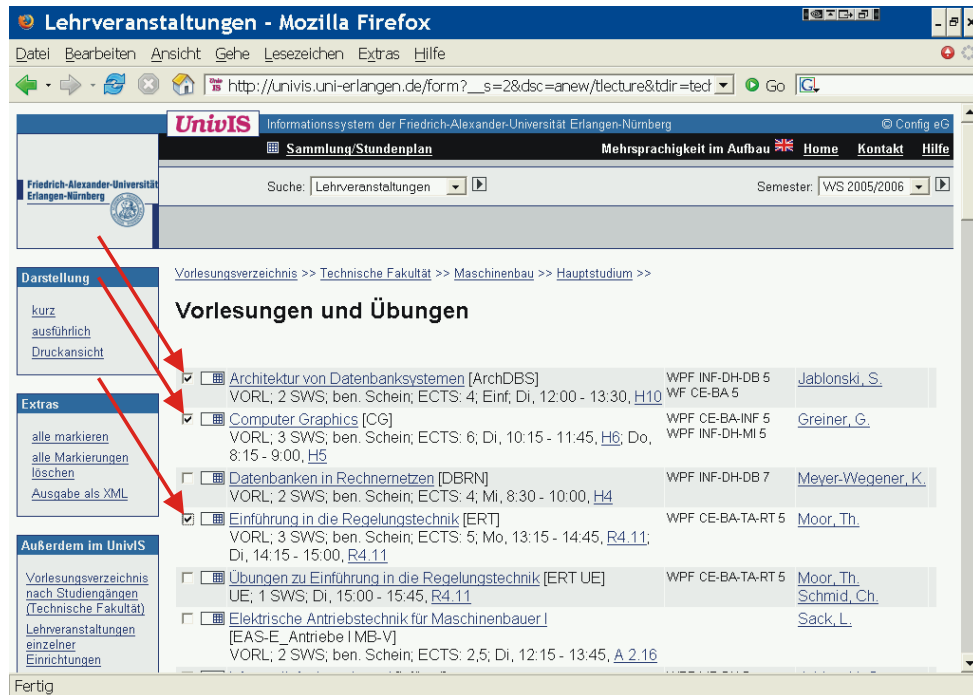 Lehrveranstaltungen - Mozilla Firefox
Datei Bearbeiten Ansicht Gehe Lesezeichen Extras Hilfe
http://univis.uni-erlangen.de/form?__s=2&dsc=anew/tlecture&tdir=tech Go G
UnivIS Informationssystem der Friedrich-Alexander-Universität Erlangen-Nürnberg © Config eG
Sammlung/Stundenplan Mehrsprachigkeit im Aufbau Home Kontakt Hilfe
Friedrich-Alexander-Universität
Erlangen-Nürnberg
Suche: Lehrveranstaltungen Semester: WS 2005/2006
Darstellung
kurz
ausführlich
Druckansicht
Extras
alle markieren
alle Markierungen
löschen
Ausgabe als XML
Außerdem im UnivIS
Vorlesungsverzeichnis
nach Studiengängen
(Technische Fakultät)
Lehrveranstaltungen
einzelner
Einrichtungen
Vorlesungsverzeichnis >> Technische Fakultät >> Maschinenbau >> Hauptstudium >>
Vorlesungen und Übungen
Architektur von Datenbanksystemen [ArchDBS] WPF INF-DH-DB 5 Jablonski, S.
VORL; 2 SWS; ben. Schein; ECTS: 4; Einf; Di, 12:00 - 13:30, H10 WF CE-BA 5
Computer Graphics [CG] WPF CE-BA-INF 5 Greiner, G.
VORL; 3 SWS; ben. Schein; ECTS: 6; Di, 10:15 - 11:45, H6; Do, WPF INF-DH-MI 5
8:15 - 9:00, H5
Datenbanken in Rechnernetzen [DBRN] WPF INF-DH-DB 7 Meyer-Wegener, K.
VORL; 2 SWS; ben. Schein; ECTS: 4; Mi, 8:30 - 10:00, H4
Einführung in die Regelungstechnik [ERT] WPF CE-BA-TA-RT 5 Moor, Th.
VORL; 3 SWS; ben. Schein; ECTS: 5; Mo, 13:15 - 14:45, R4.11;
Di, 14:15 - 15:00, R4.11
Übungen zu Einführung in die Regelungstechnik [ERT UE] WPF CE-BA-TA-RT 5 Moor, Th.
UE; 1 SWS; Di, 15:00 - 15:45, R4.11 Schmid, Ch.
Elektrische Antriebstechnik für Maschinenbauer I Sack, L.
[EAS-E_Antriebe I MB-V]
VORL; 2 SWS; ben. Schein; ECTS: 2,5; Di, 12:15 - 13:45, A 2.16
Fertig